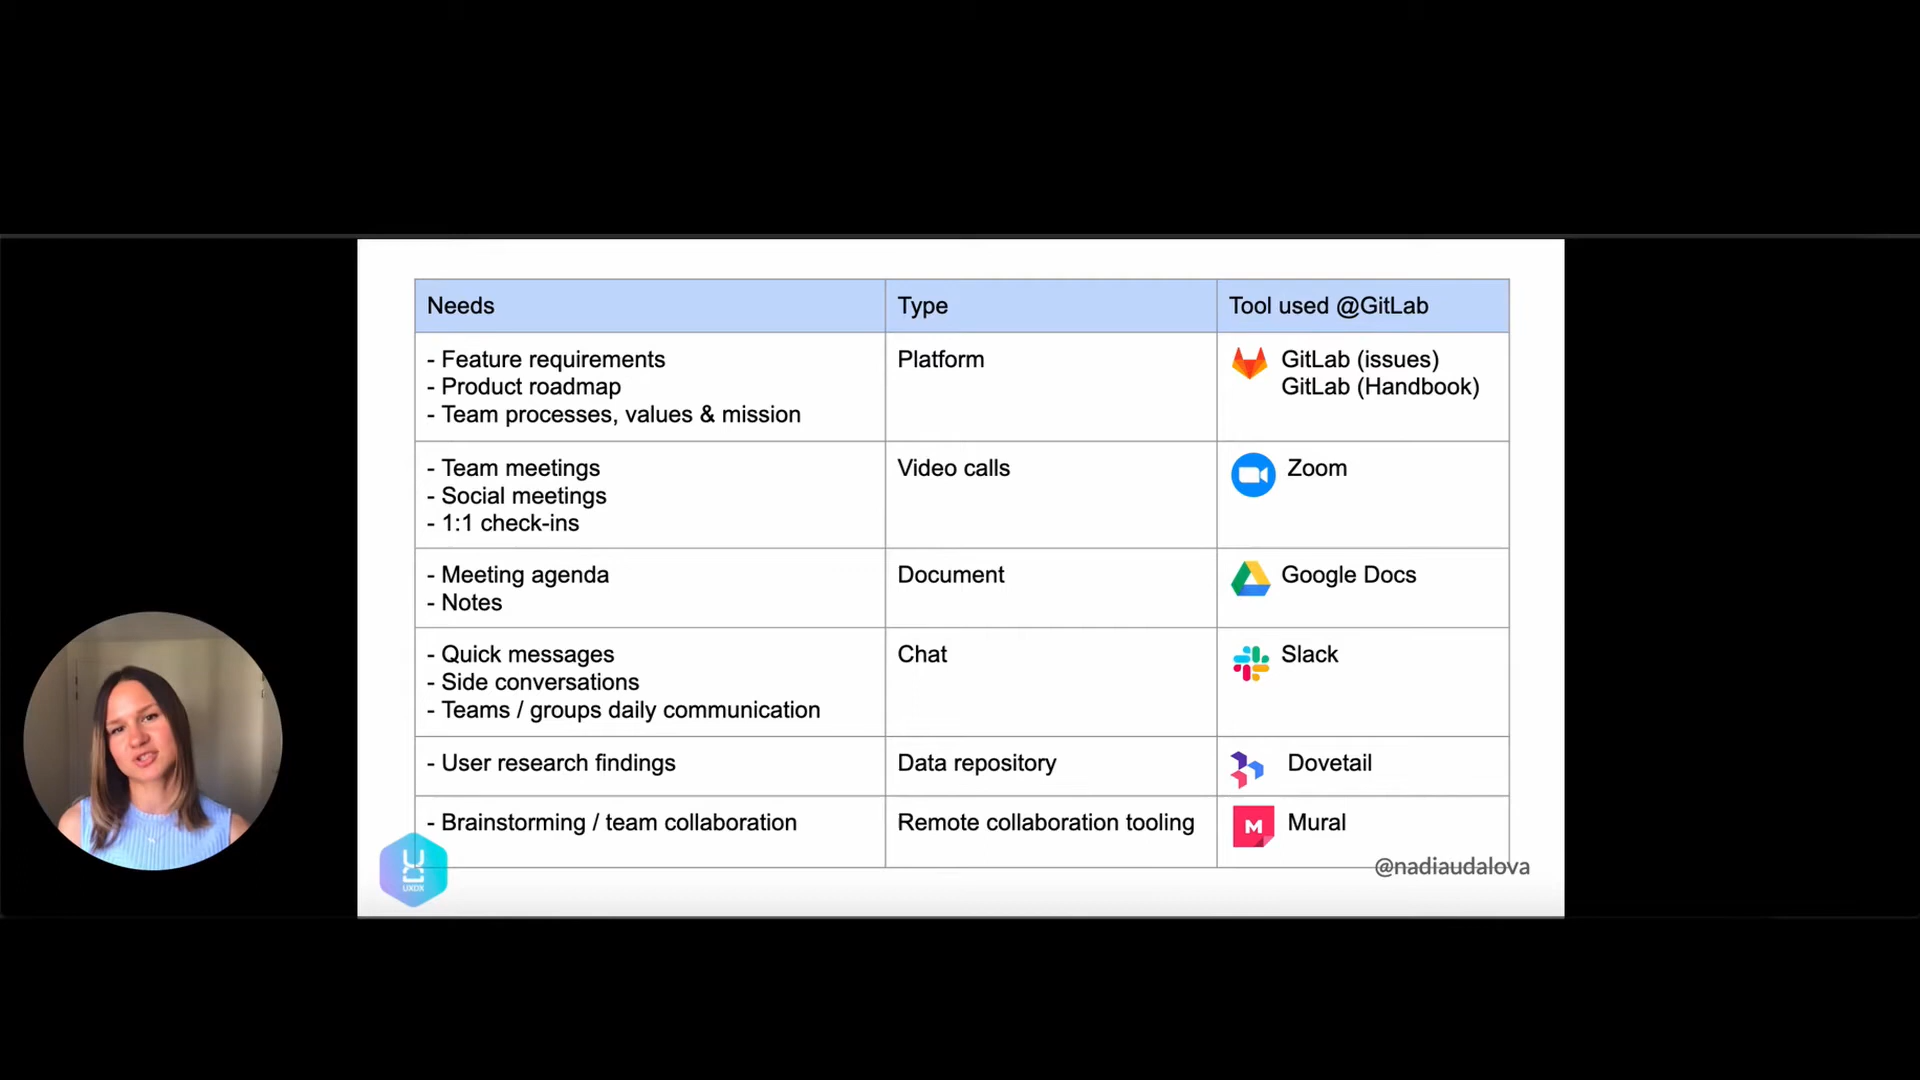 Needs
Type
Tool used @GitLab
- Feature requirements
- Product roadmap
- Team processes, values & mission
Platform
GitLab (issues)
GitLab (Handbook)
- Team meetings
- Social meetings
- 1:1 check-ins
Video calls
Zoom
- Meeting agenda
- Notes
Document
Google Docs
- Quick messages
- Side conversations
- Teams / groups daily communication
Chat
Slack
- User research findings
Data repository
Dovetail
- Brainstorming / team collaboration
Remote collaboration tooling
M
Mural
UXDX
@nadiaudalova